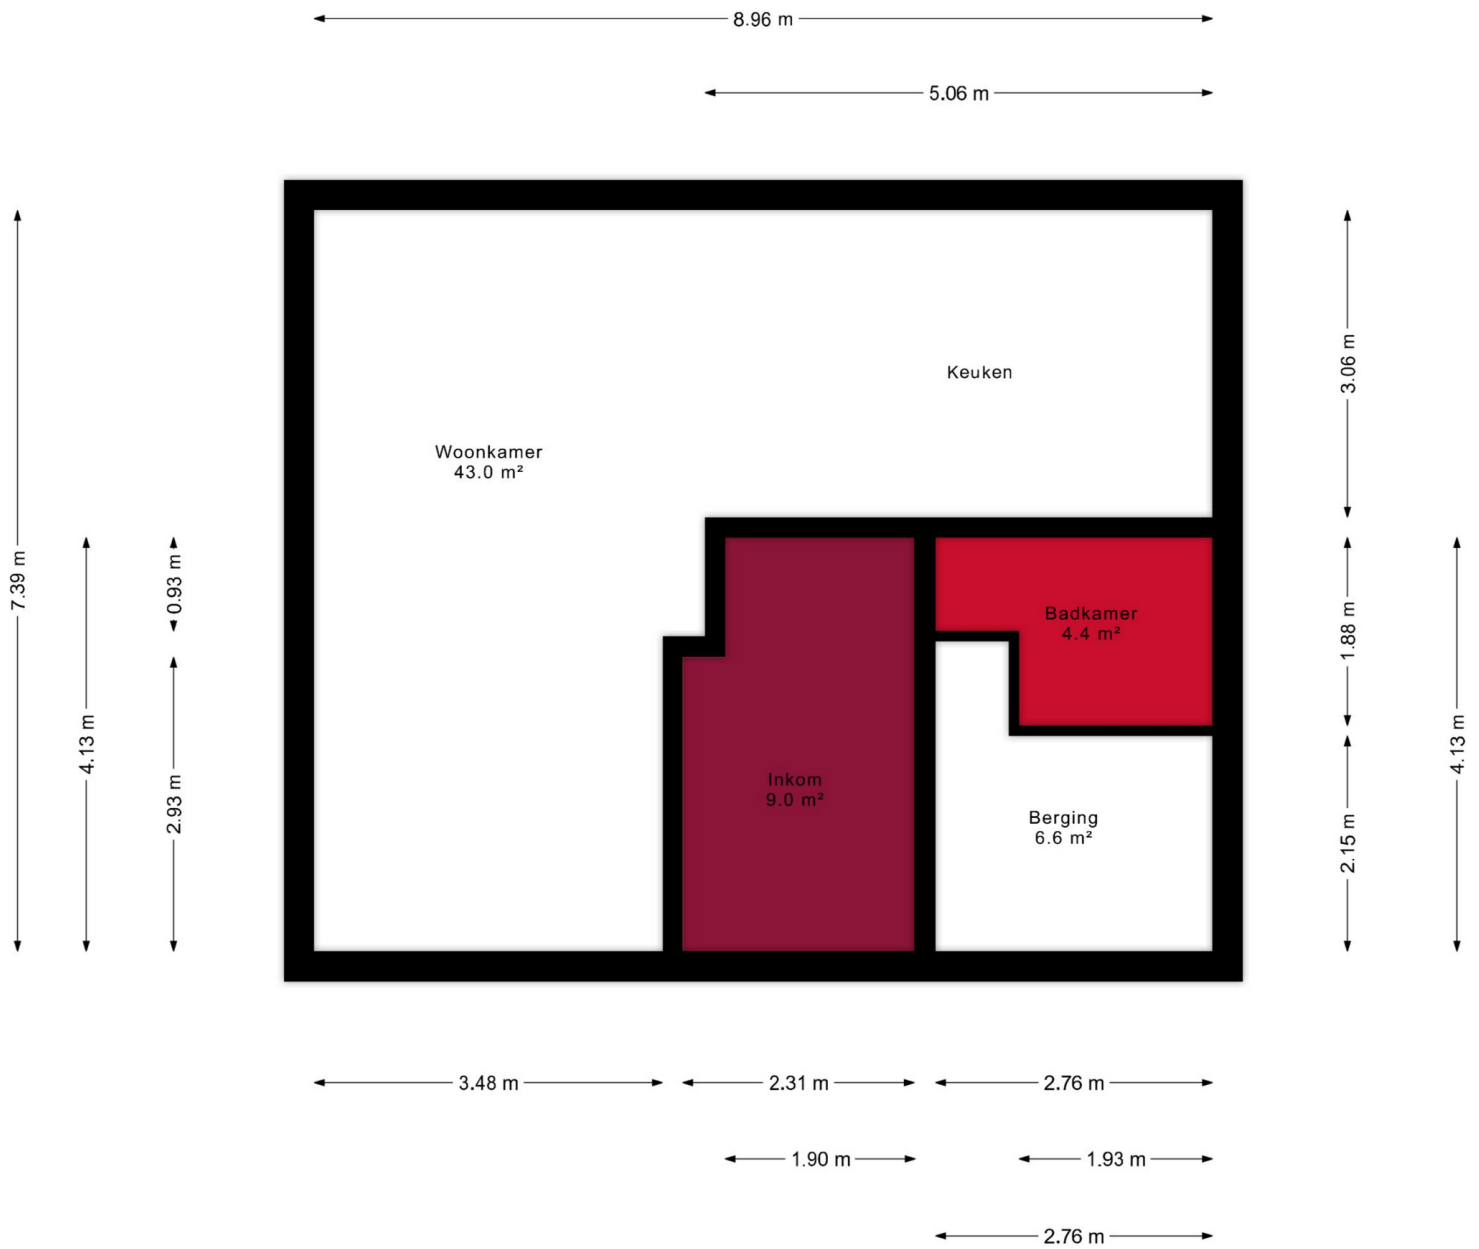 8.96 m
5.06 m
7.39 m
4.13 m
0.93 m
2.93 m
Keuken
Woonkamer
43.0 m²
Badkamer
4.4 m²
Inkom
9.0 m²
Berging
6.6 m²
3.06 m
1.88 m
2.15 m
4.13 m
3.48 m
2.31 m
2.76 m
1.90 m
1.93 m
2.76 m